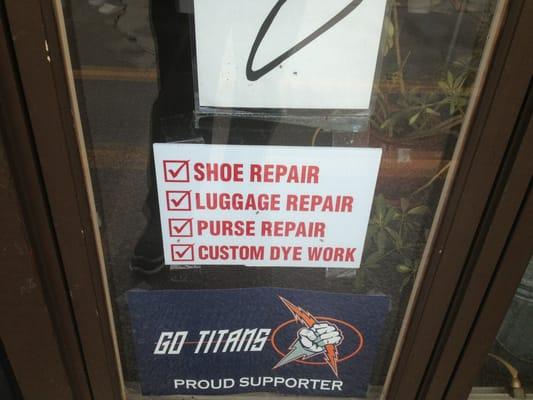 SHOE REPAIR
LUGGAGE REPAIR
PURSE REPAIR
CUSTOM DYE WORK
GO TITANS
PROUD SUPPORTER